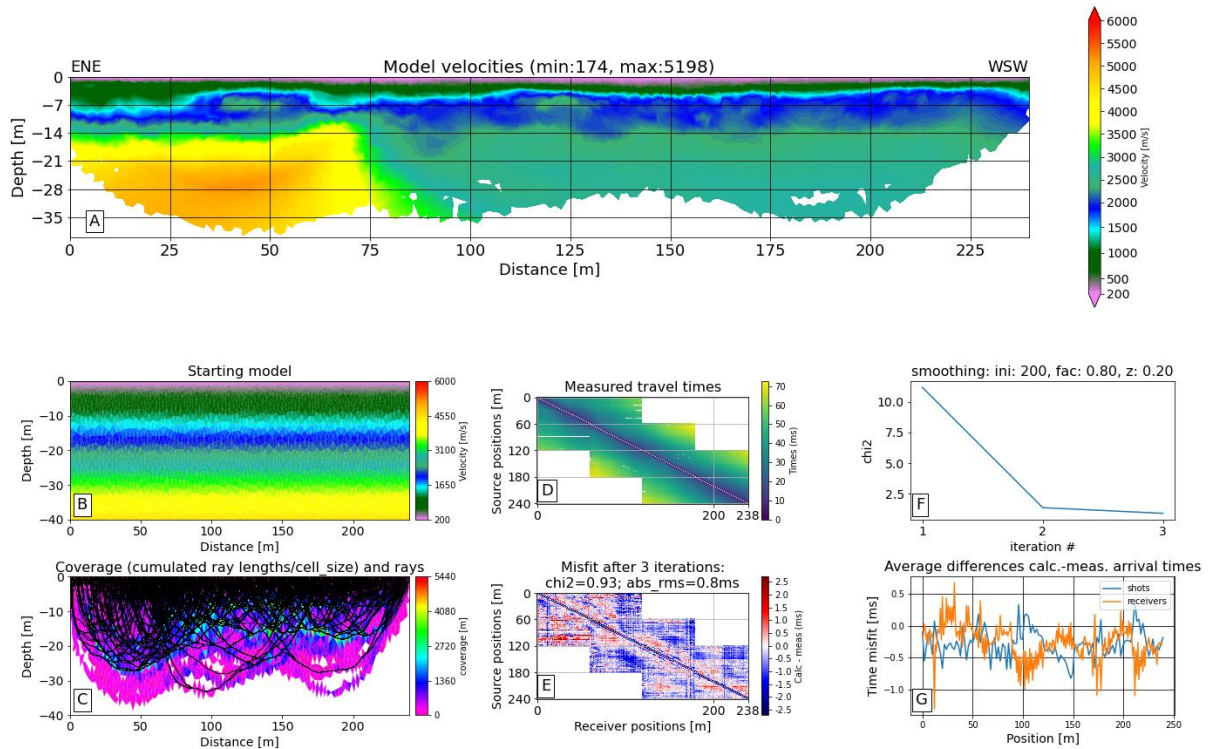 ENE Model velocities (min:174, max:5198) WSW
0
−7
−14
−21
−28
−35
Depth [m]
A
0 25 50 75 100 125 150 175 200 225
Distance [m]
6000
5500
5000
4500
4000
3500
3000
2500
2000
1500
1000
500
200
Velocity [m/s]
Starting model
0
−10
−20
−30
−40
Depth [m]
B
0 50 100 150 200
Distance [m]
6000
4550
3100
1650
200
Velocity [m/s]
Measured travel times
0
60
120
180
240
Source positions [m]
D
0 200 238
70
60
50
40
30
20
10
0
Times (ms)
smoothing: ini: 200, fac: 0.80, z: 0.20
10.0
7.5
5.0
2.5
chi2
F
1 2 3
iteration #
Coverage (cumulated ray lengths/cell_size) and rays
0
−10
−20
−30
−40
Depth [m]
C
0 50 100 150 200
Distance [m]
5440
4080
2720
1360
0
coverage [m]
Misfit after 3 iterations:
chi2=0.93; abs_rms=0.8ms
0
60
120
180
240
Source positions [m]
E
0 200 238
Receiver positions [m]
2.5
2.0
1.5
1.0
0.5
0.0
-0.5
-1.0
-1.5
-2.0
-2.5
Calc - meas (ms)
Average differences calc.-meas. arrival times
0.5
0.0
−0.5
−1.0
Time misfit [ms]
shots
receivers
G
0 50 100 150 200 250
Position [m]